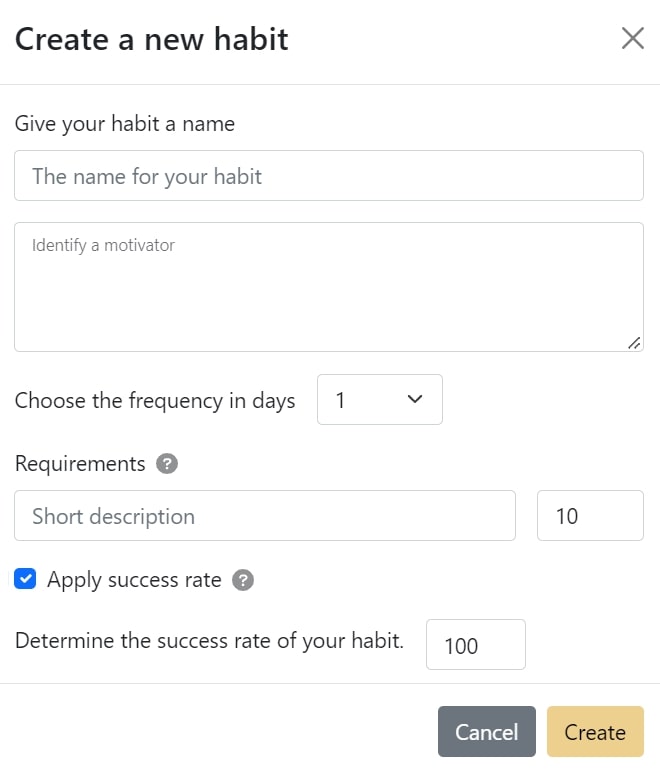 Create a new habit
Give your habit a name
The name for your habit
Identify a motivator
Choose the frequency in days 1
Requirements ?
Short description 10
Apply success rate ?
Determine the success rate of your habit. 100
Cancel Create